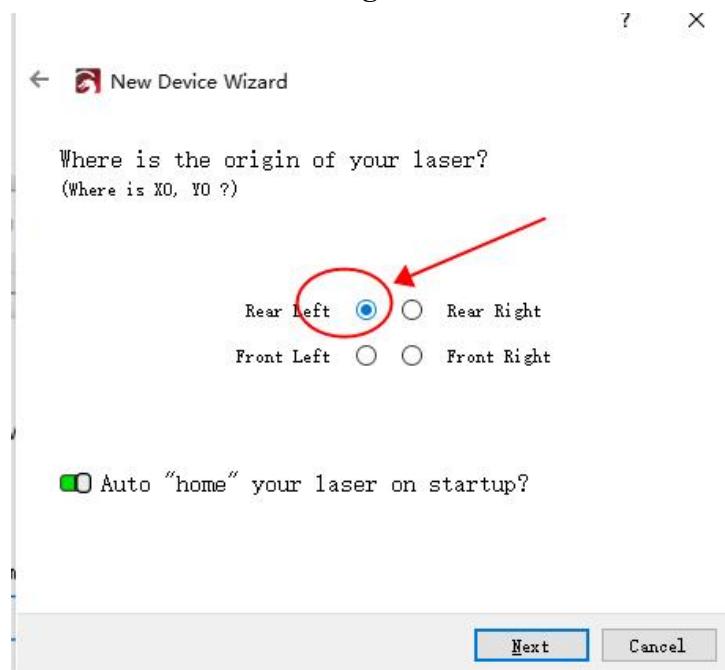 ? ×
← New Device Wizard
Where is the origin of your laser?
(Where is X0, Y0 ?)
Rear Left Rear Right
Front Left Front Right
Auto "home" your laser on startup?
Next Cancel